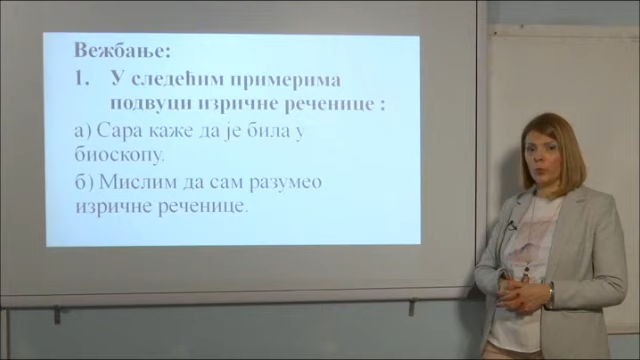 Вежбање:
1. У следећим примерима
подвуци изричне реченице :
а) Сара каже да је била у
биоскопу.
б) Мислим да сам разумео
изричне реченице.